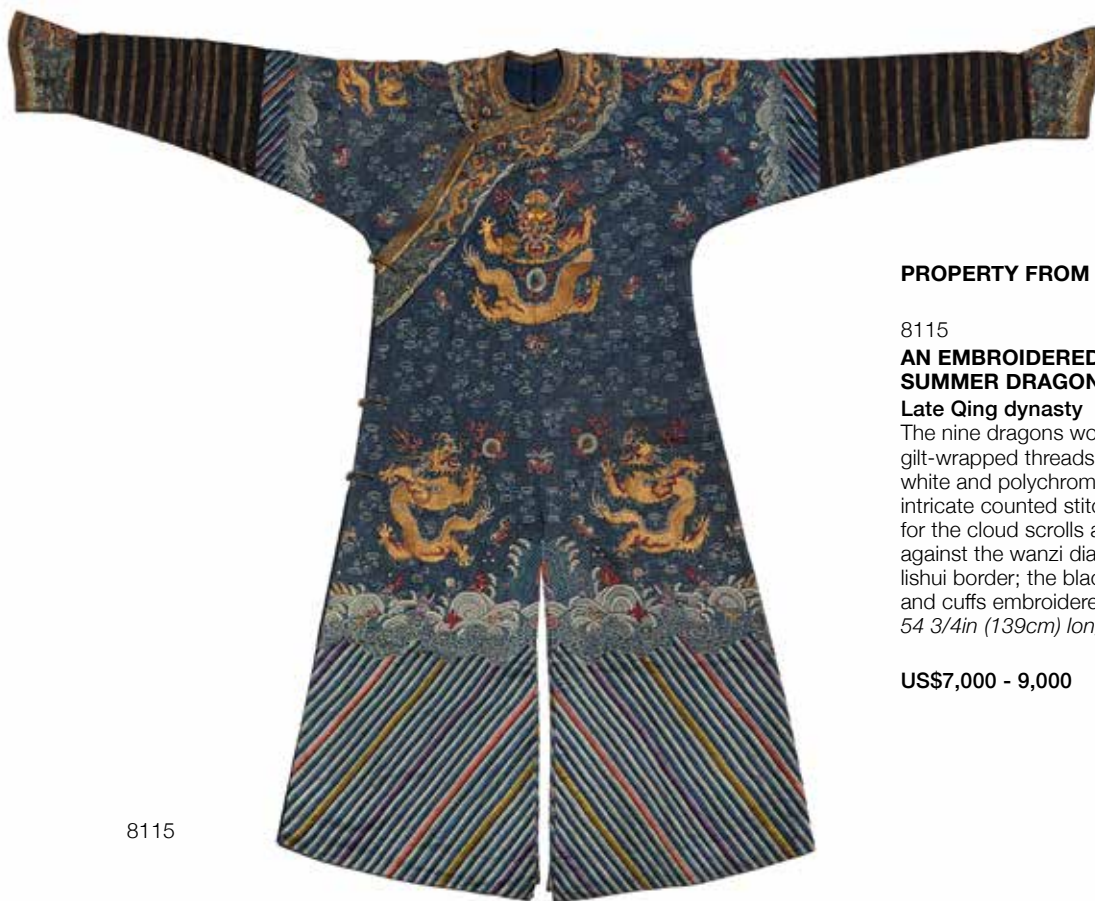 PROPERTY FROM
8115
AN EMBROIDERED
SUMMER DRAGON
Late Qing dynasty
The nine dragons wo
gilt-wrapped threads
white and polychrom
intricate counted stitc
for the cloud scrolls a
against the wanzi dia
lishui border; the blac
and cuffs embroidere
54 3/4in (139cm) lon
US$7,000 - 9,000
8115